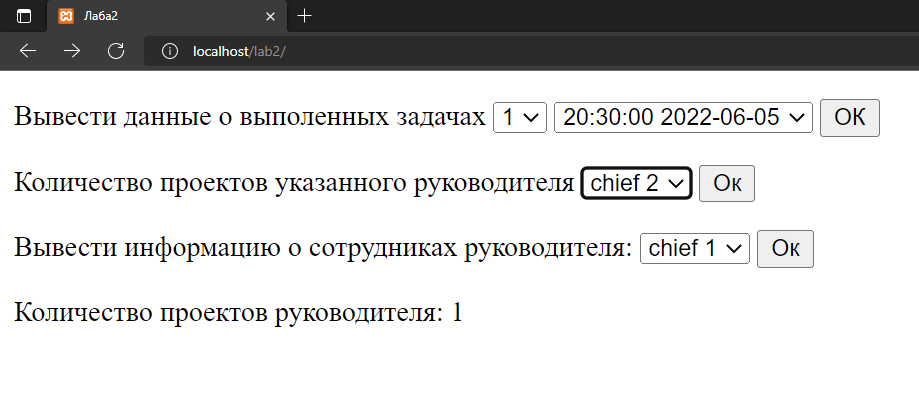 Лаба2
localhost/lab2/
Вывести данные о выполенных задачах 1 20:30:00 2022-06-05 ОК
Количество проектов указанного руководителя chief 2 Ок
Вывести информацию о сотрудниках руководителя: chief 1 Ок
Количество проектов руководителя: 1